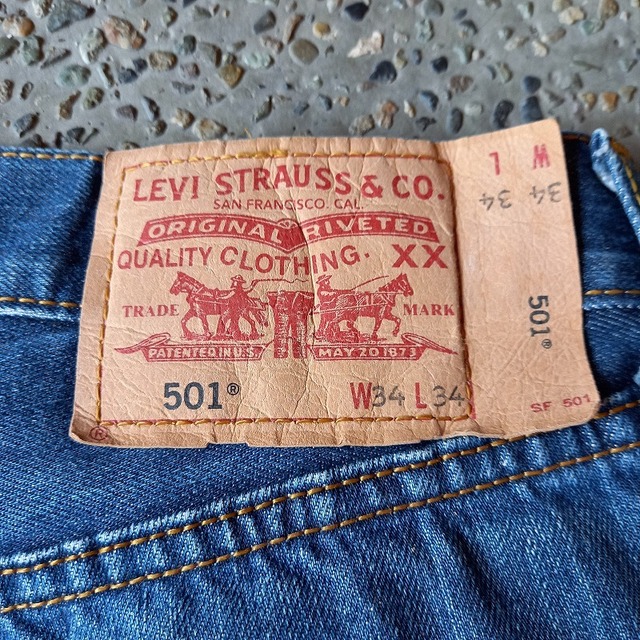 LEVI STRAUSS & CO.
SAN FRANCISCO. CAL.
ORIGINAL RIVETED
QUALITY CLOTHING. XX
TRADE MARK
PATENTED IN U.S. MAY 20 1873
501®
W34 L34
®
L W
34 34
501®
SF 501